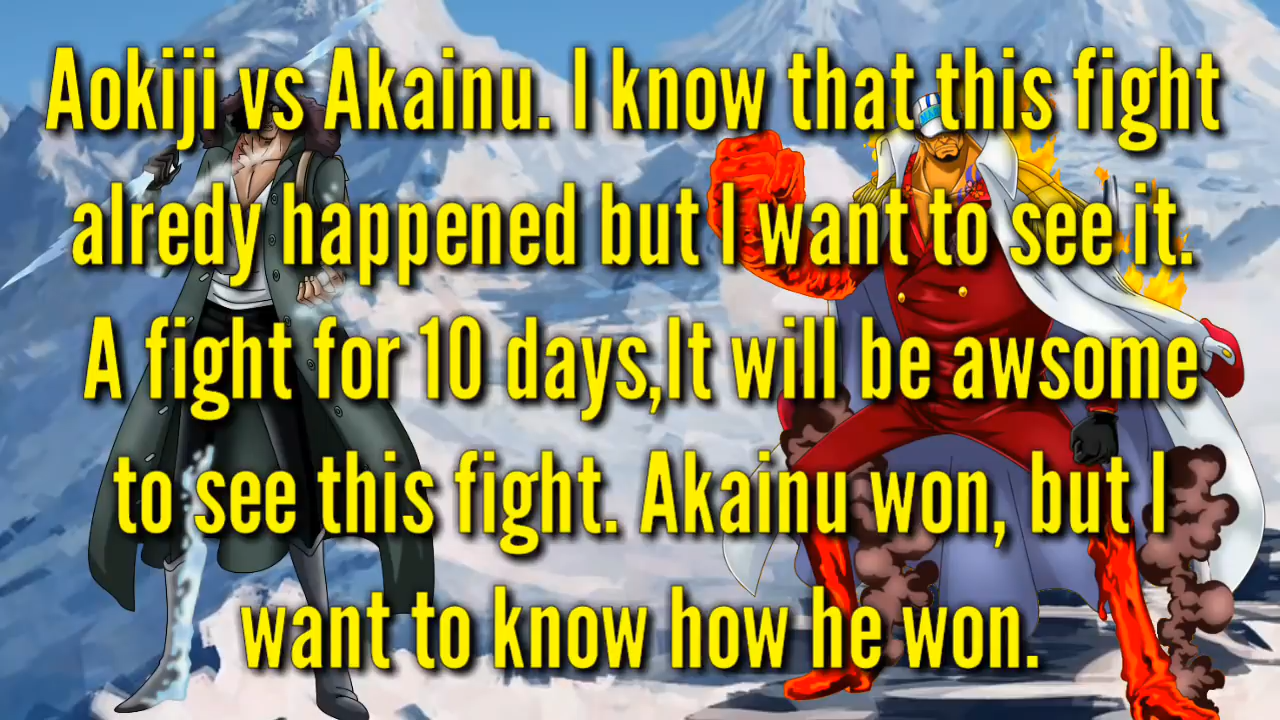 Aokiji vs Akainu. I know that this fight
alredy happened but I want to see it.
A fight for 10 days,It will be awsome
to see this fight. Akainu won, but I
want to know how he won.